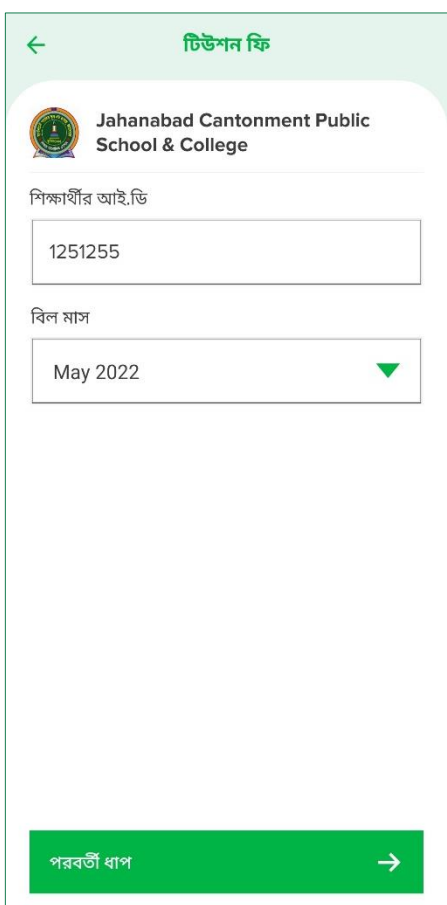 টিউশন ফি
Jahanabad Cantonment Public
School & College
শিক্ষার্থীর আই.ডি
1251255
বিল মাস
May 2022
পরবর্তী ধাপ